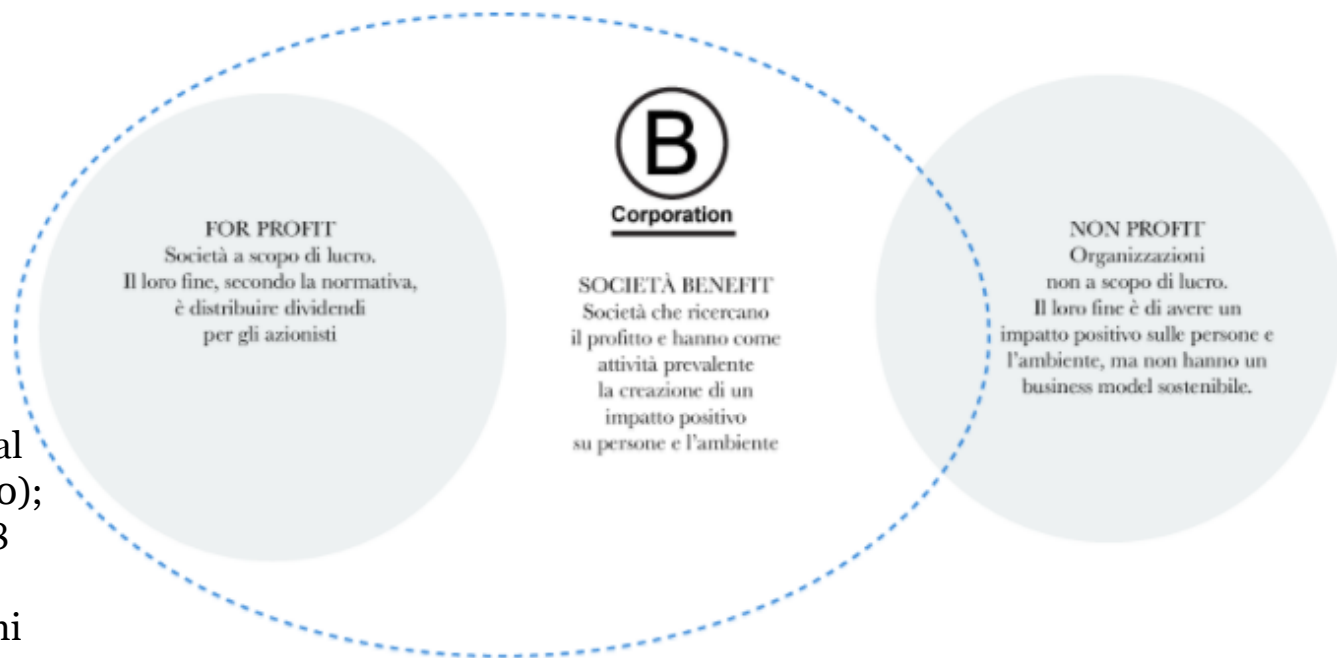 FOR PROFIT
Società a scopo di lucro.
Il loro fine, secondo la normativa,
è distribuire dividendi
per gli azionisti
B
Corporation
SOCIETÀ BENEFIT
Società che ricercano
il profitto e hanno come
attività prevalente
la creazione di un
impatto positivo
su persone e l'ambiente
NON PROFIT
Organizzazioni
non a scopo di lucro.
Il loro fine è di avere un
impatto positivo sulle persone e
l'ambiente, ma non hanno un
business model sostenibile.
al
o);
3
ni